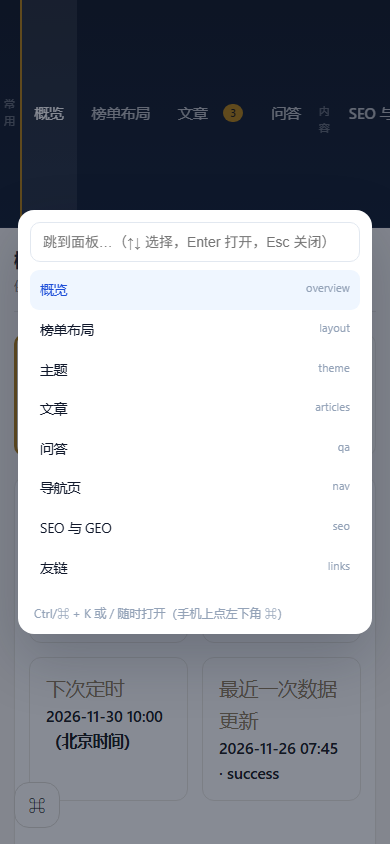 常用
概览
榜单布局
文章
3
问答
内容
SEO 与
跳到面板…（↑↓ 选择，Enter 打开，Esc 关闭）
概览 overview
榜单布局 layout
主题 theme
文章 articles
问答 qa
导航页 nav
SEO 与 GEO seo
友链 links
Ctrl/⌘ + K 或 / 随时打开（手机上点左下角 ⌘）
下次定时
2026-11-30 10:00
（北京时间）
最近一次数据
更新
2026-11-26 07:45
· success
⌘